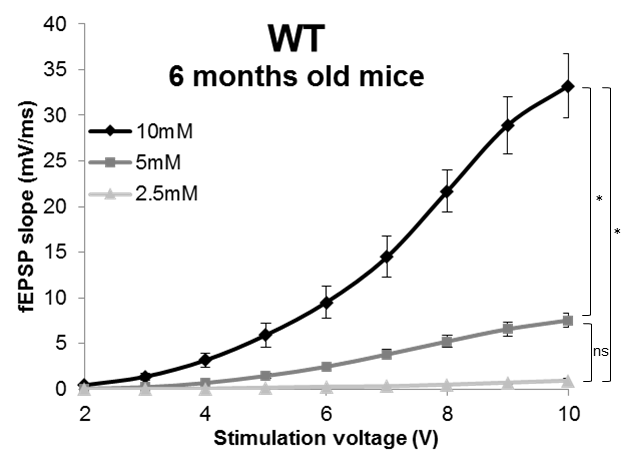 WT
6 months old mice
fEPSP slope (mV/ms)
40
35
30
25
20
15
10
5
0
10mM
5mM
2.5mM
*
*
ns
2 4 6 8 10
Stimulation voltage (V)